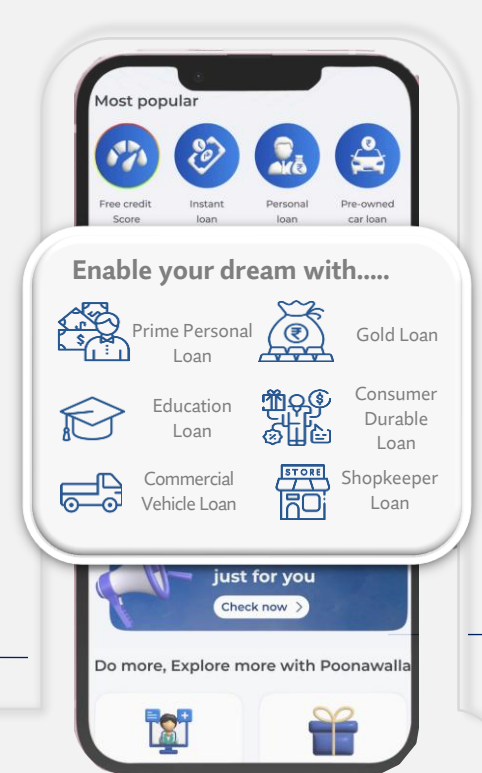 Most popular
Free credit Instant Personal Pre-owned
Score loan loan car loan
Enable your dream with.....
Prime Personal
Loan
Gold Loan
Education
Loan
Consumer
Durable
Loan
Commercial
Vehicle Loan
STORE
Shopkeeper
Loan
just for you
Check now >
Do more, Explore more with Poonawalla